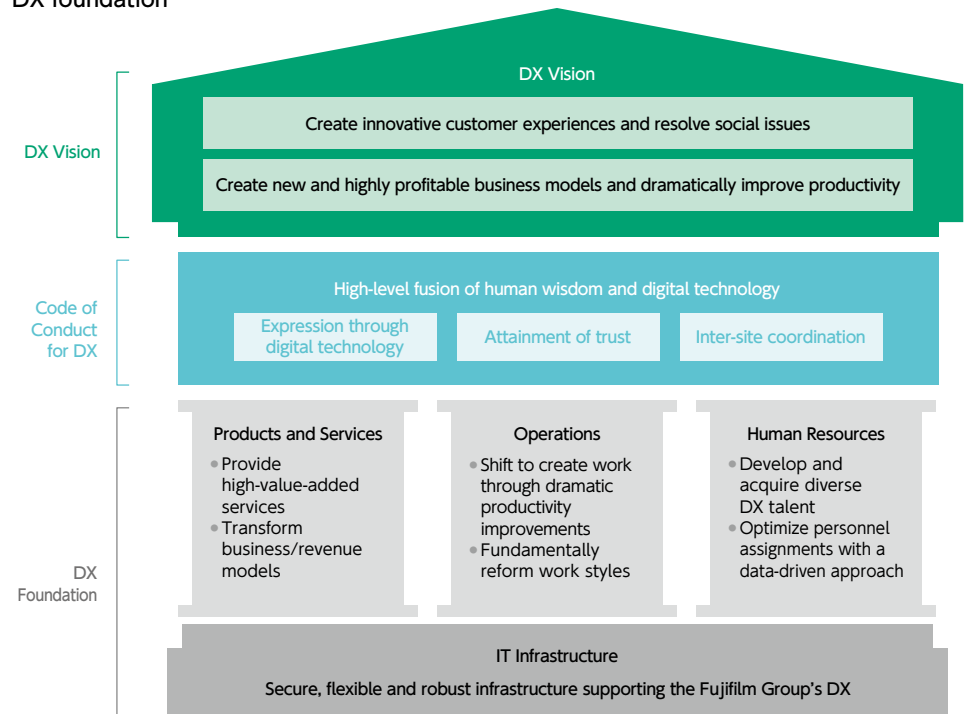 DX foundation
DX Vision
DX Vision
Create innovative customer experiences and resolve social issues
Create new and highly profitable business models and dramatically improve productivity
Code of
Conduct
for DX
High-level fusion of human wisdom and digital technology
Expression through
digital technology
Attainment of trust
Inter-site coordination
DX
Foundation
Products and Services
• Provide
high-value-added
services
• Transform
business/revenue
models
Operations
• Shift to create work
through dramatic
productivity
improvements
• Fundamentally
reform work styles
Human Resources
• Develop and
acquire diverse
DX talent
• Optimize personnel
assignments with a
data-driven approach
IT Infrastructure
Secure, flexible and robust infrastructure supporting the Fujifilm Group's DX